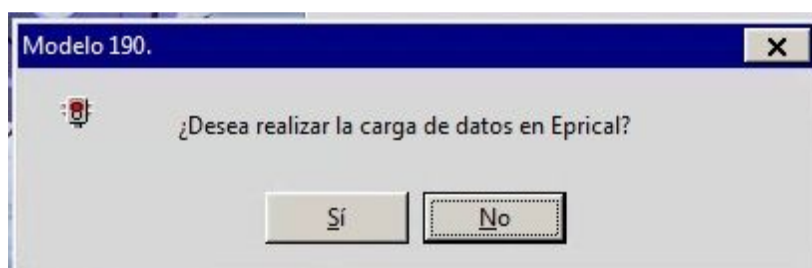 Modelo 190.
¿Desea realizar la carga de datos en Eprical?
Sí
No